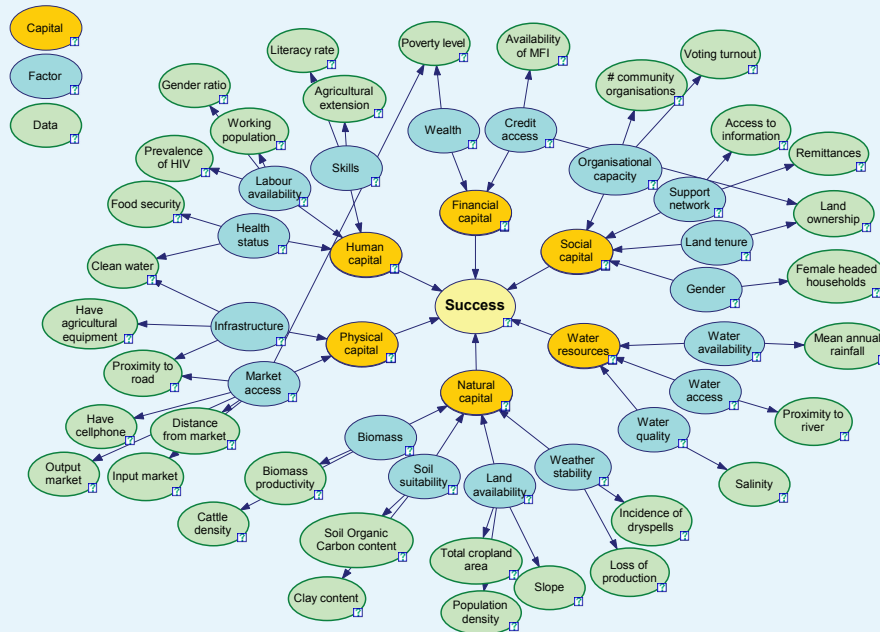 Capital
Factor
Data
Literacy rate
Poverty level
Availability
of MFI
Voting turnout
# community
organisations
Gender ratio
Agricultural
extension
Working
population
Wealth
Credit
access
Access to
information
Prevalence
of HIV
Remittances
Labour
availability
Skills
Organisational
capacity
Support
network
Food security
Financial
capital
Land
ownership
Health
status
Human
capital
Social
capital
Land tenure
Clean water
Gender
Female headed
households
Success
Have
agricultural
equipment
Infrastructure
Physical
capital
Water
resources
Water
availability
Mean annual
rainfall
Proximity to
road
Market
access
Natural
capital
Water
access
Have
cellphone
Distance
from market
Biomass
Water
quality
Proximity to
river
Output
market
Input market
Biomass
productivity
Soil
suitability
Land
availability
Weather
stability
Salinity
Cattle
density
Soil Organic
Carbon content
Incidence of
dryspells
Total cropland
area
Loss of
production
Clay content
Slope
Population
density